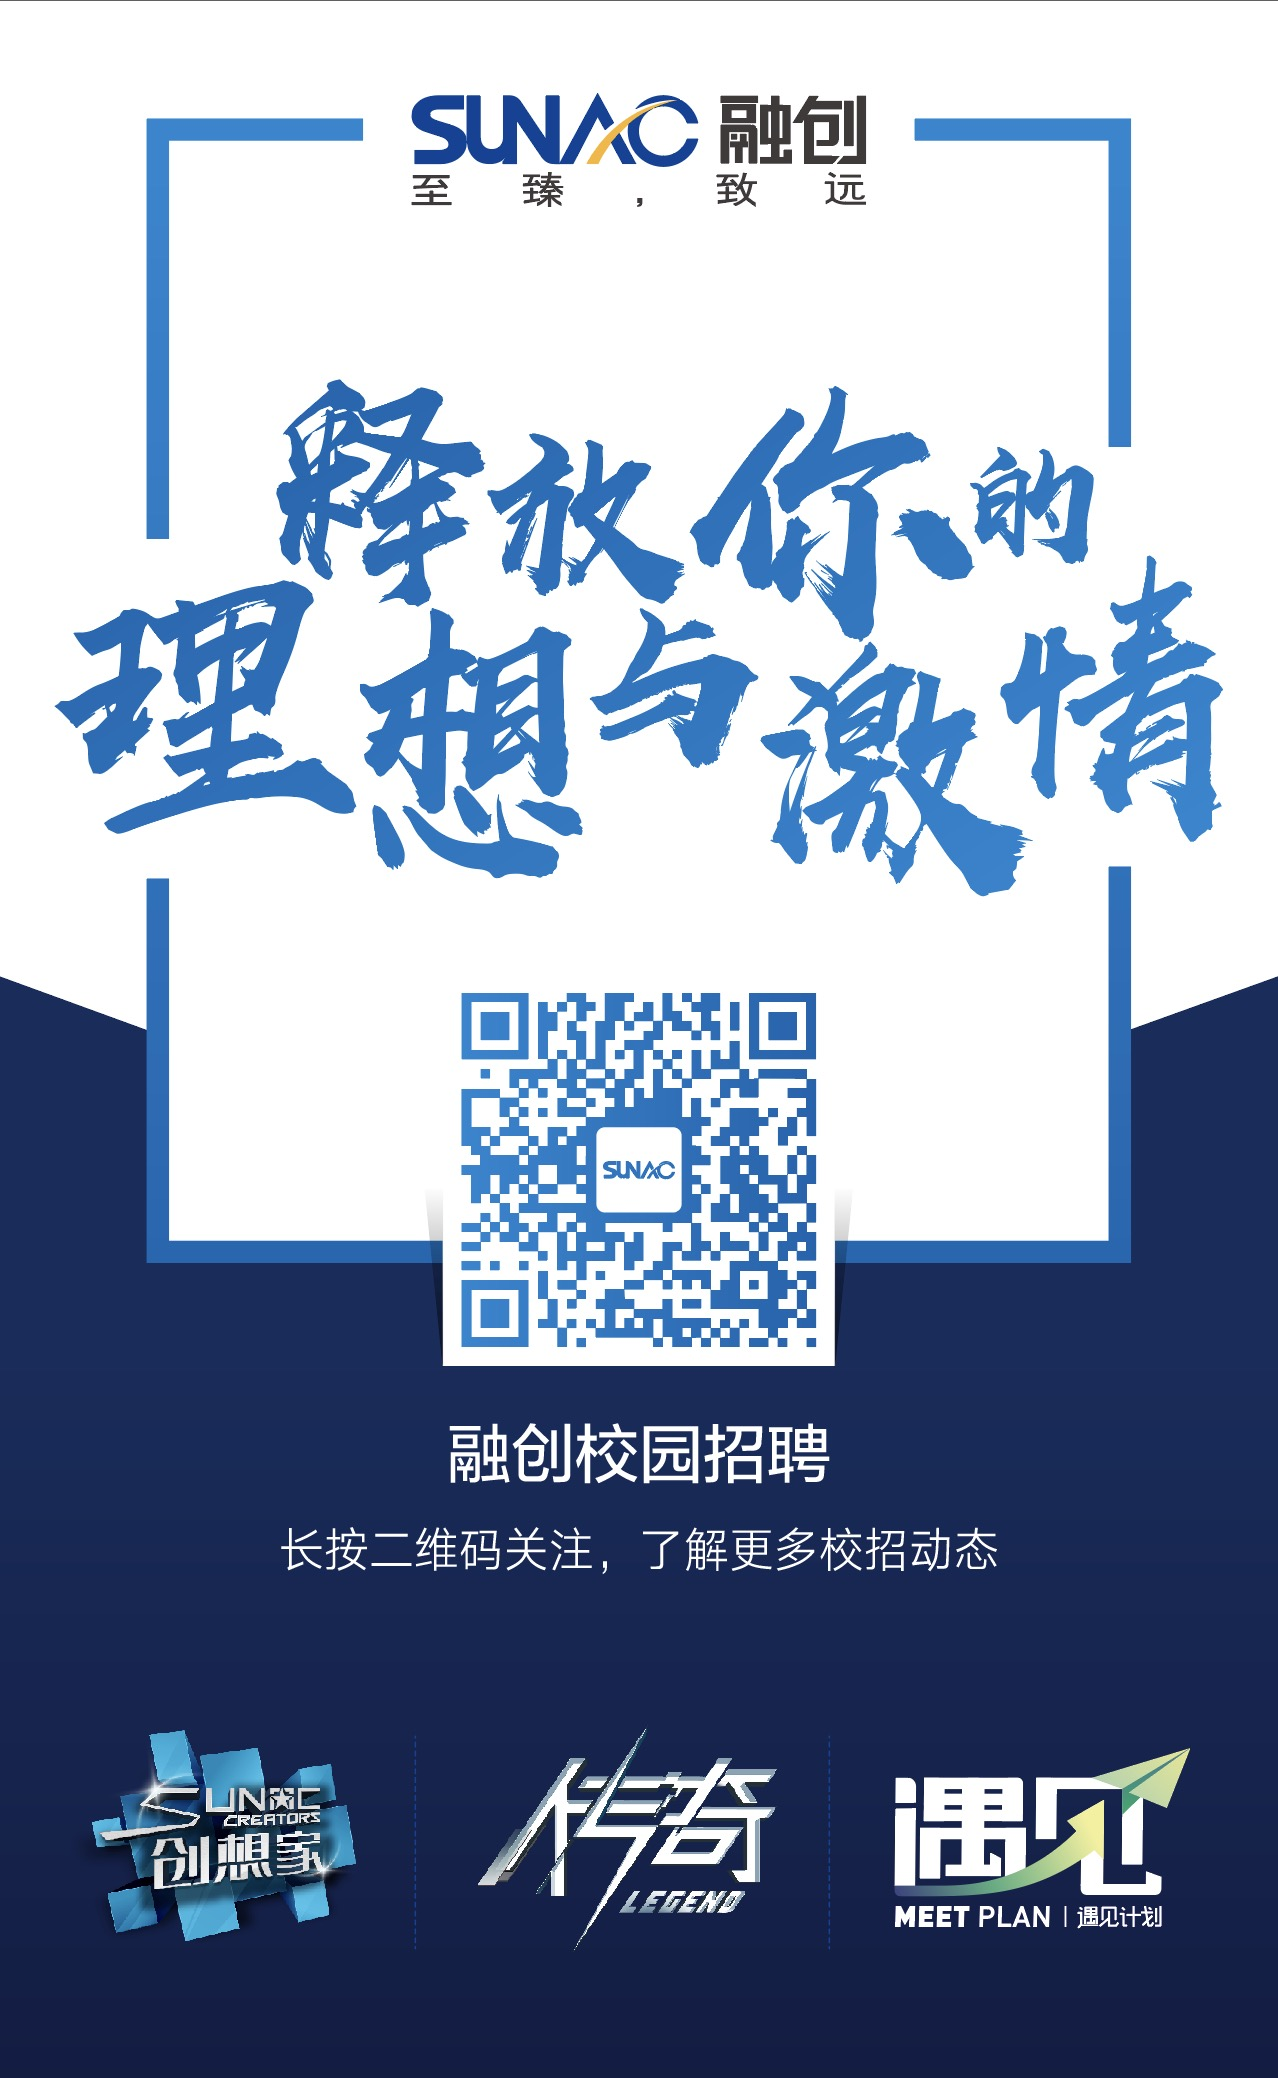 SUNAC 融创
至臻，致远
释放你的
理想与激情
SUNAC
融创校园招聘
长按二维码关注，了解更多校招动态
SUNAC
CREATORS
创想家
传奇
LEGEND
遇见
MEET PLAN | 遇见计划